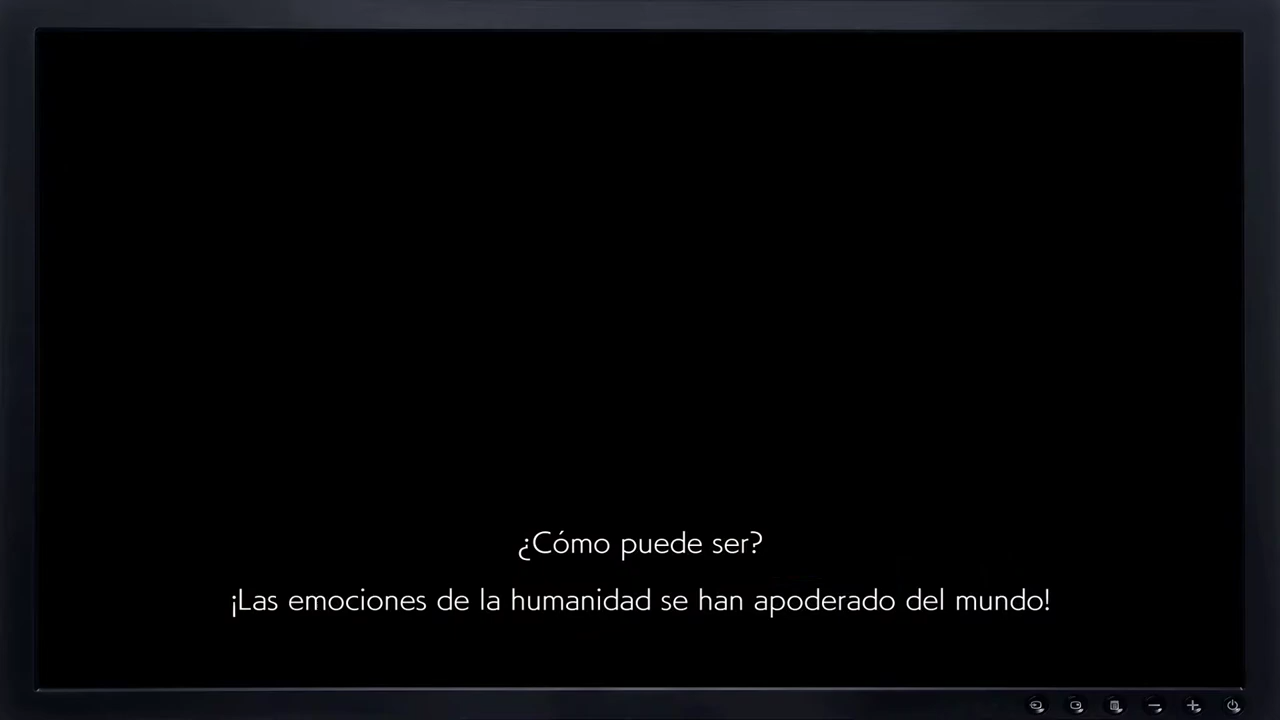 ¿Cómo puede ser?
¡Las emociones de la humanidad se han apoderado del mundo!